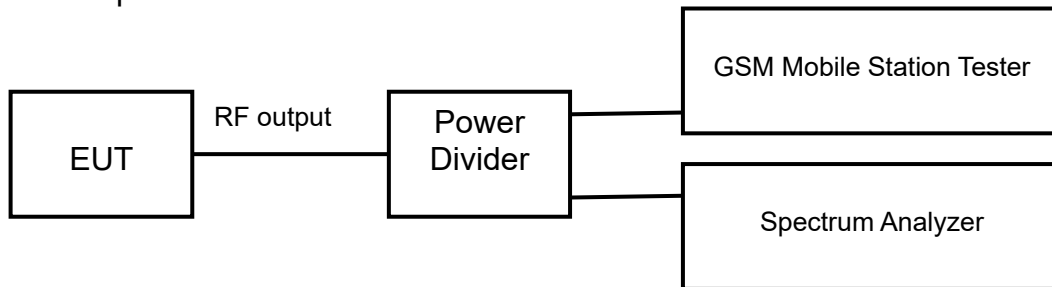 GSM Mobile Station Tester
RF output
EUT
Power
Divider
Spectrum Analyzer